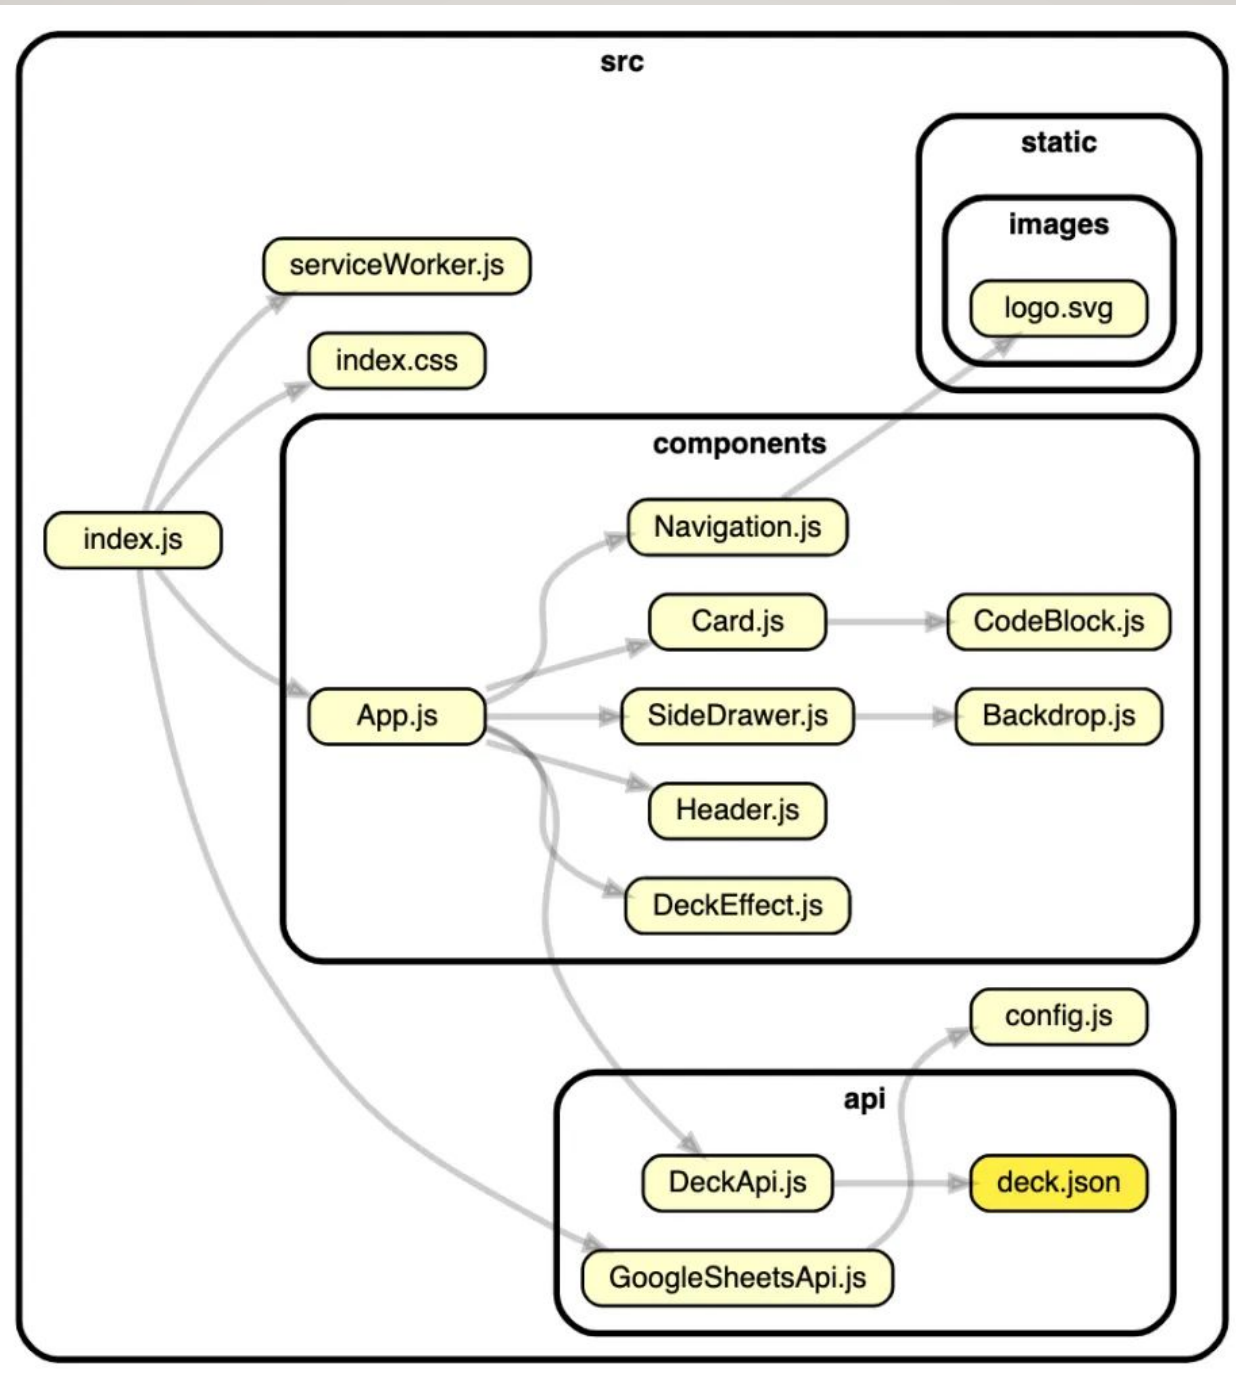 src
static
images
serviceWorker.js
logo.svg
index.css
components
Navigation.js
index.js
Card.js
CodeBlock.js
App.js
SideDrawer.js
Backdrop.js
Header.js
DeckEffect.js
config.js
api
DeckApi.js
deck.json
GoogleSheetsApi.js